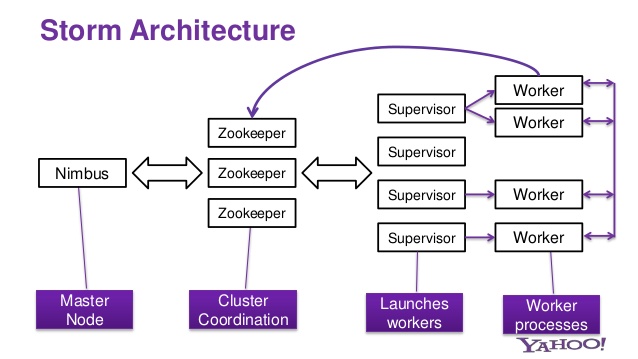 Storm Architecture
Nimbus
Zookeeper
Zookeeper
Zookeeper
Supervisor
Supervisor
Supervisor
Supervisor
Worker
Worker
Worker
Worker
Master
Node
Cluster
Coordination
Launches
workers
Worker
processes
YAHOO!